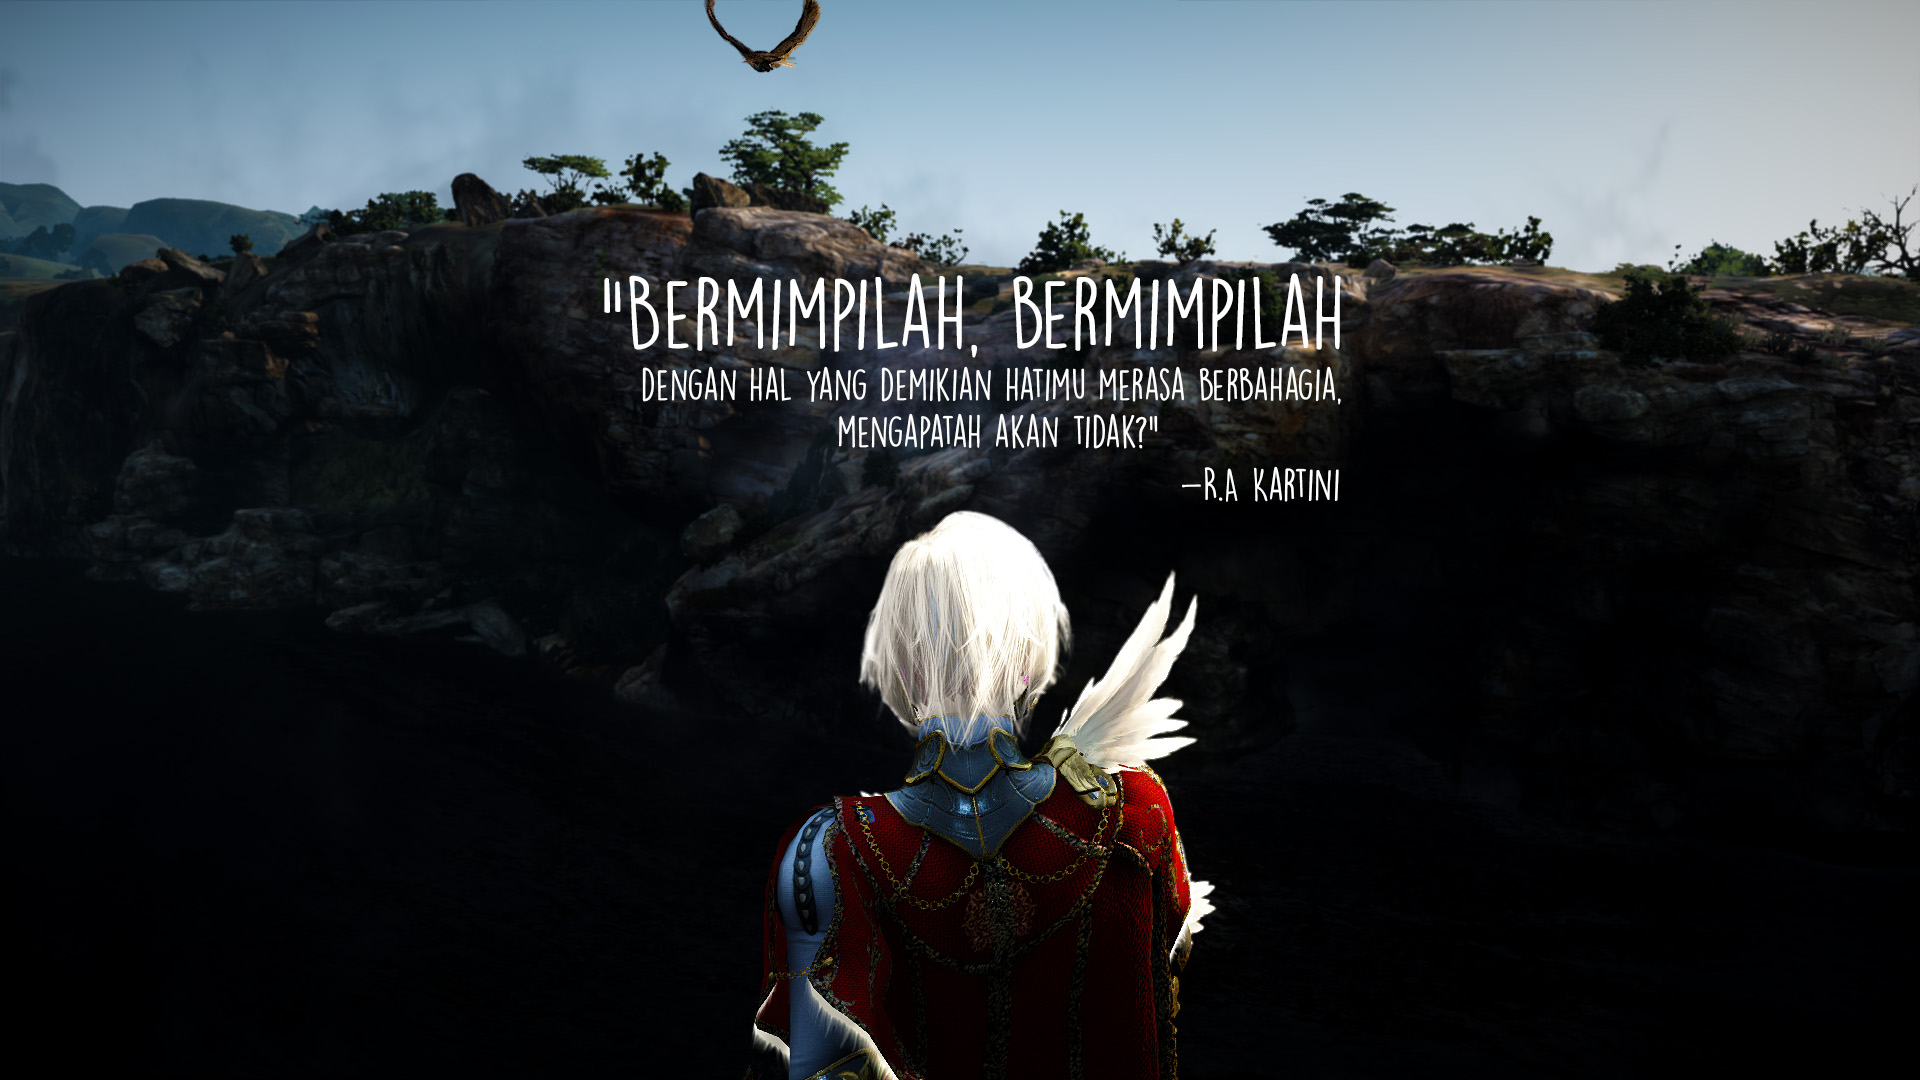 "BERMIMPILAH, BERMIMPILAH
DENGAN HAL YANG DEMIKIAN HATIMU MERASA BERBAHAGIA,
MENGAPATAH AKAN TIDAK?"
—R.A KARTINI